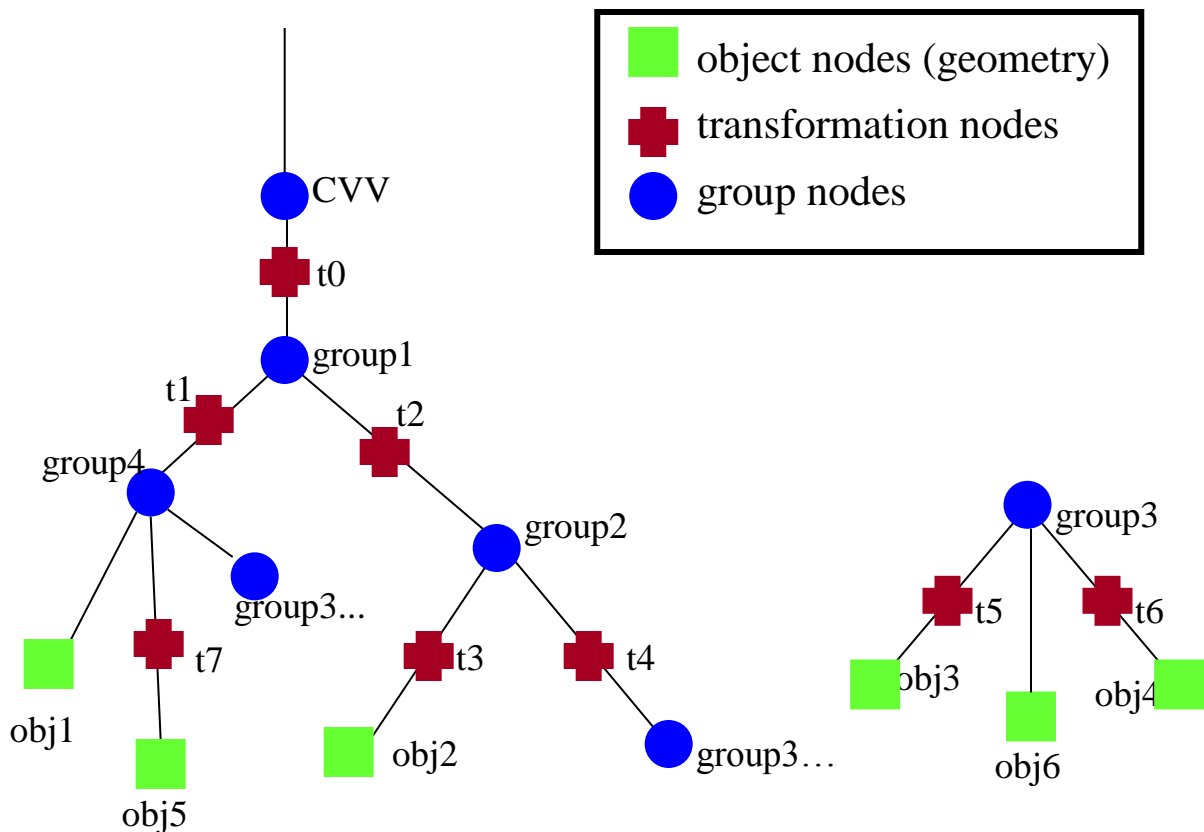 object nodes (geometry)
transformation nodes
group nodes
CVV
t0
group1
t1
t2
group4
group2
group3
group3...
t5
t6
t7
t3
t4
obj3
obj4
obj1
obj2
group3…
obj6
obj5